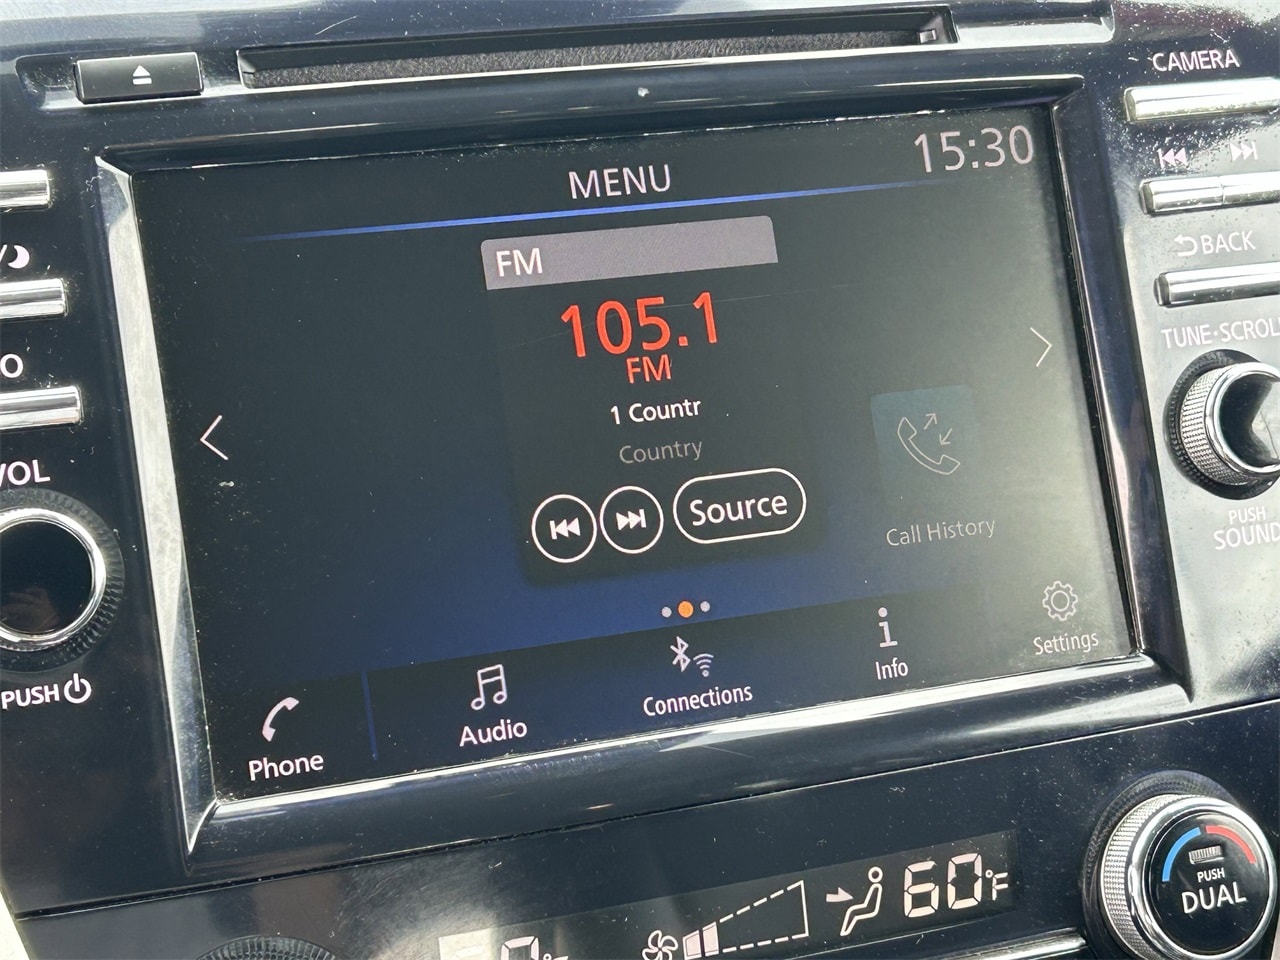 CAMERA
15:30
MENU
FM
BACK
105.1
FM
TUNE·SCROLL
1 Countr
Country
VOL
Source
Call History
PUSH
SOUND
Settings
Info
Connections
PUSH
Audio
Phone
60°F
PUSH
DUAL